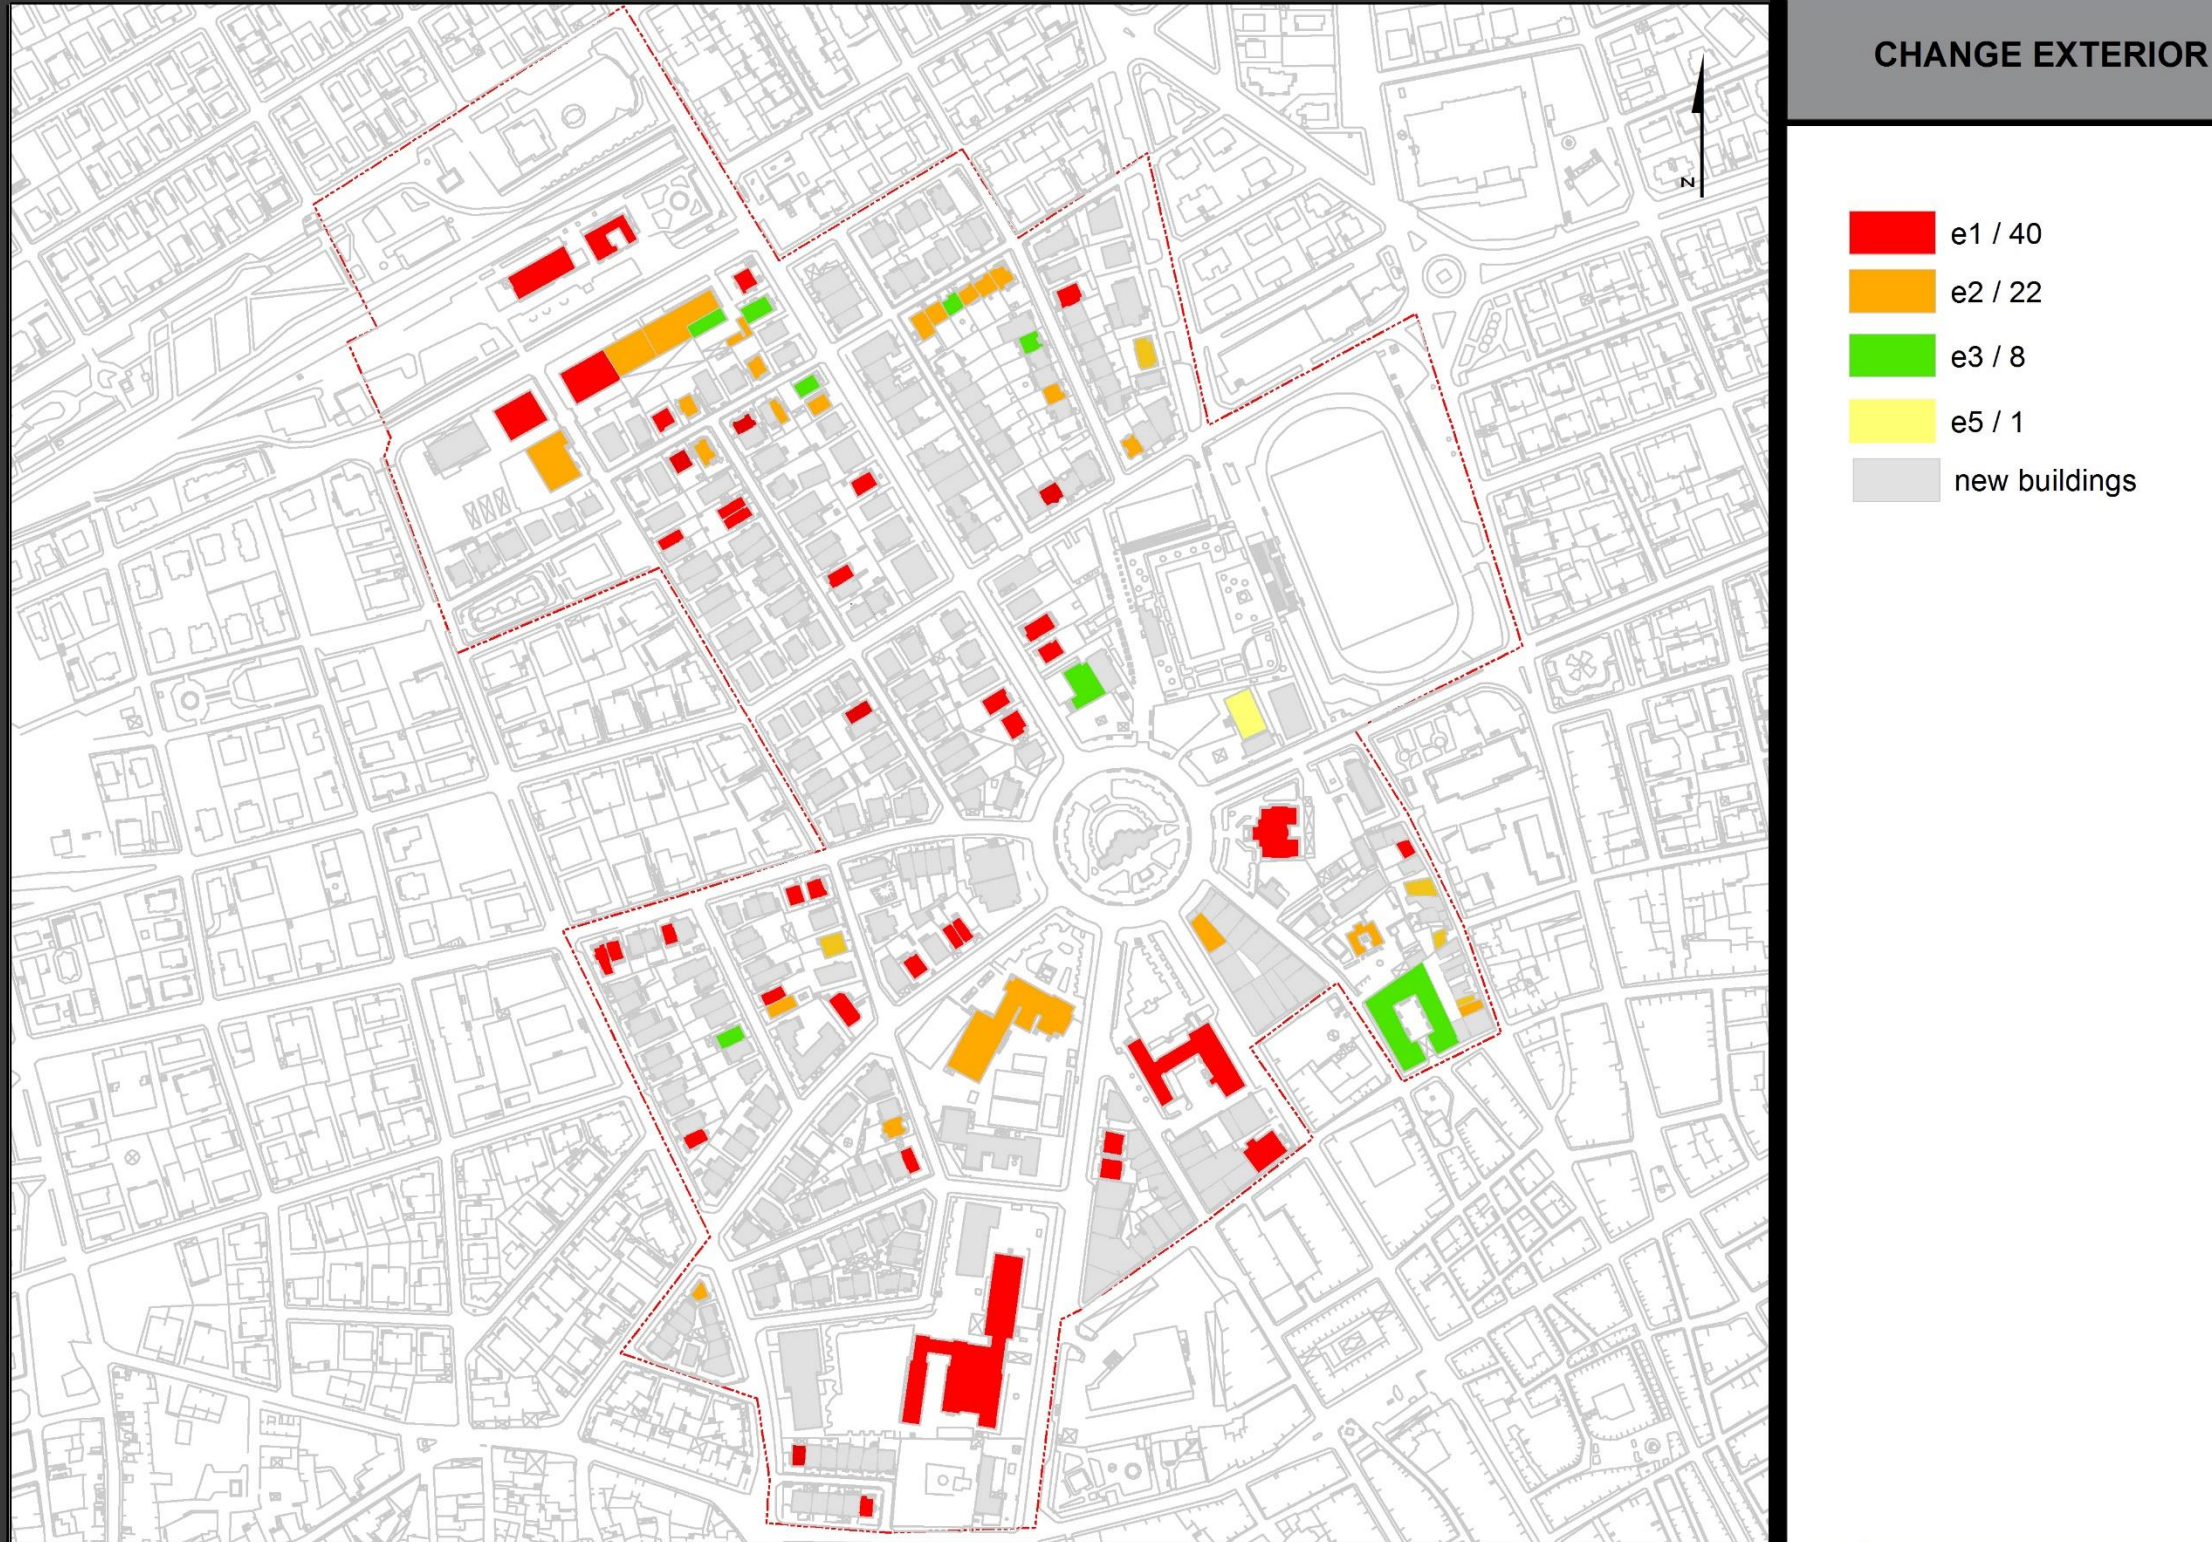 CHANGE EXTERIOR
N
e1 / 40
e2 / 22
e3 / 8
e5 / 1
new buildings